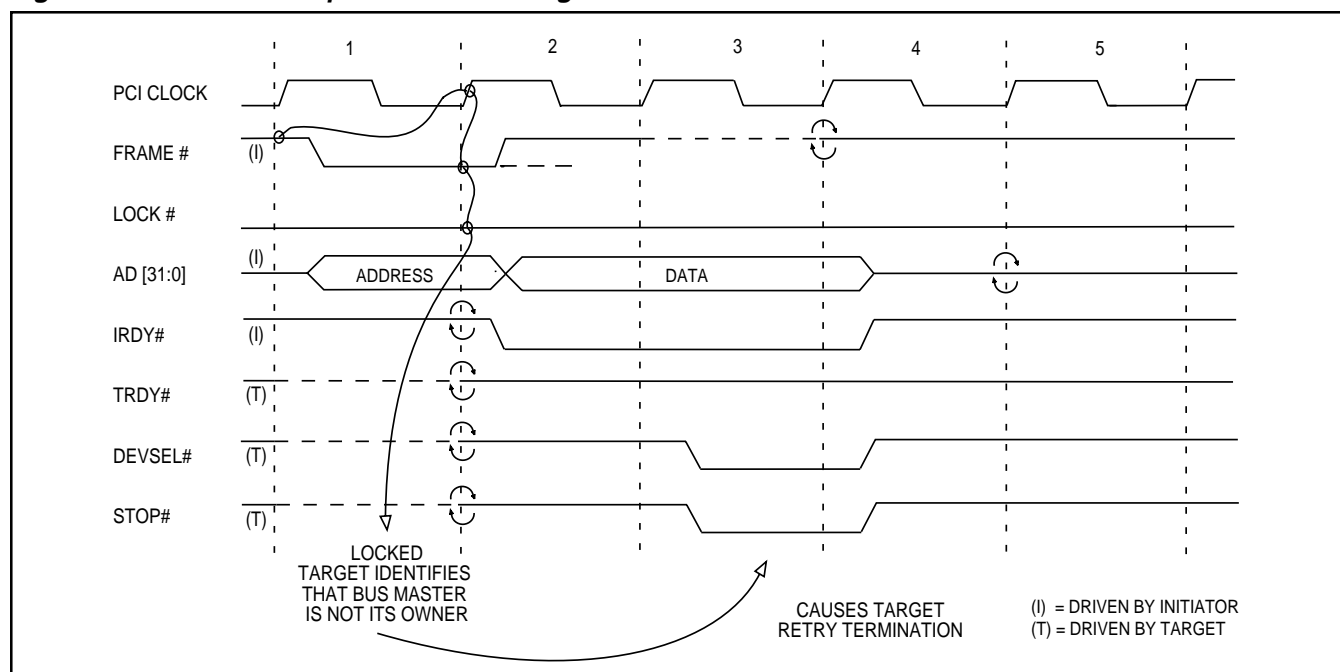 1 2 3 4 5
PCI CLOCK
FRAME # (I)
LOCK #
AD [31:0] (I) ADDRESS DATA
IRDY# (I)
TRDY# (T)
DEVSEL# (T)
STOP# (T)
LOCKED
TARGET IDENTIFIES
THAT BUS MASTER
IS NOT ITS OWNER
CAUSES TARGET
RETRY TERMINATION
(I) = DRIVEN BY INITIATOR
(T) = DRIVEN BY TARGET